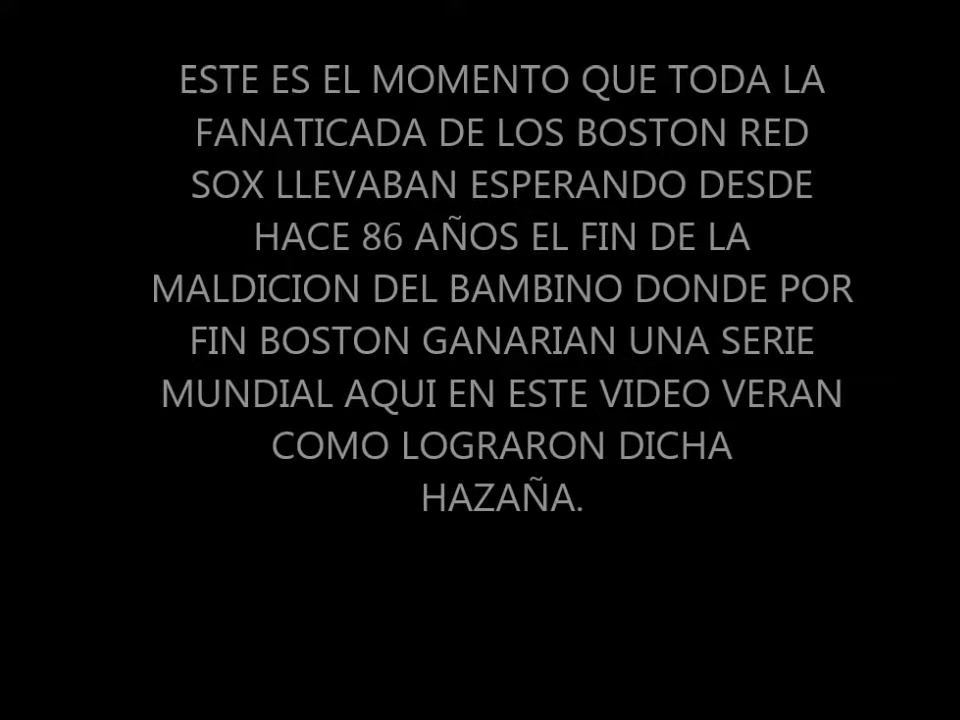 ESTE ES EL MOMENTO QUE TODA LA
FANATICADA DE LOS BOSTON RED
SOX LLEVABAN ESPERANDO DESDE
HACE 86 AÑOS EL FIN DE LA
MALDICION DEL BAMBINO DONDE POR
FIN BOSTON GANARIAN UNA SERIE
MUNDIAL AQUI EN ESTE VIDEO VERAN
COMO LOGRARON DICHA
HAZAÑA.